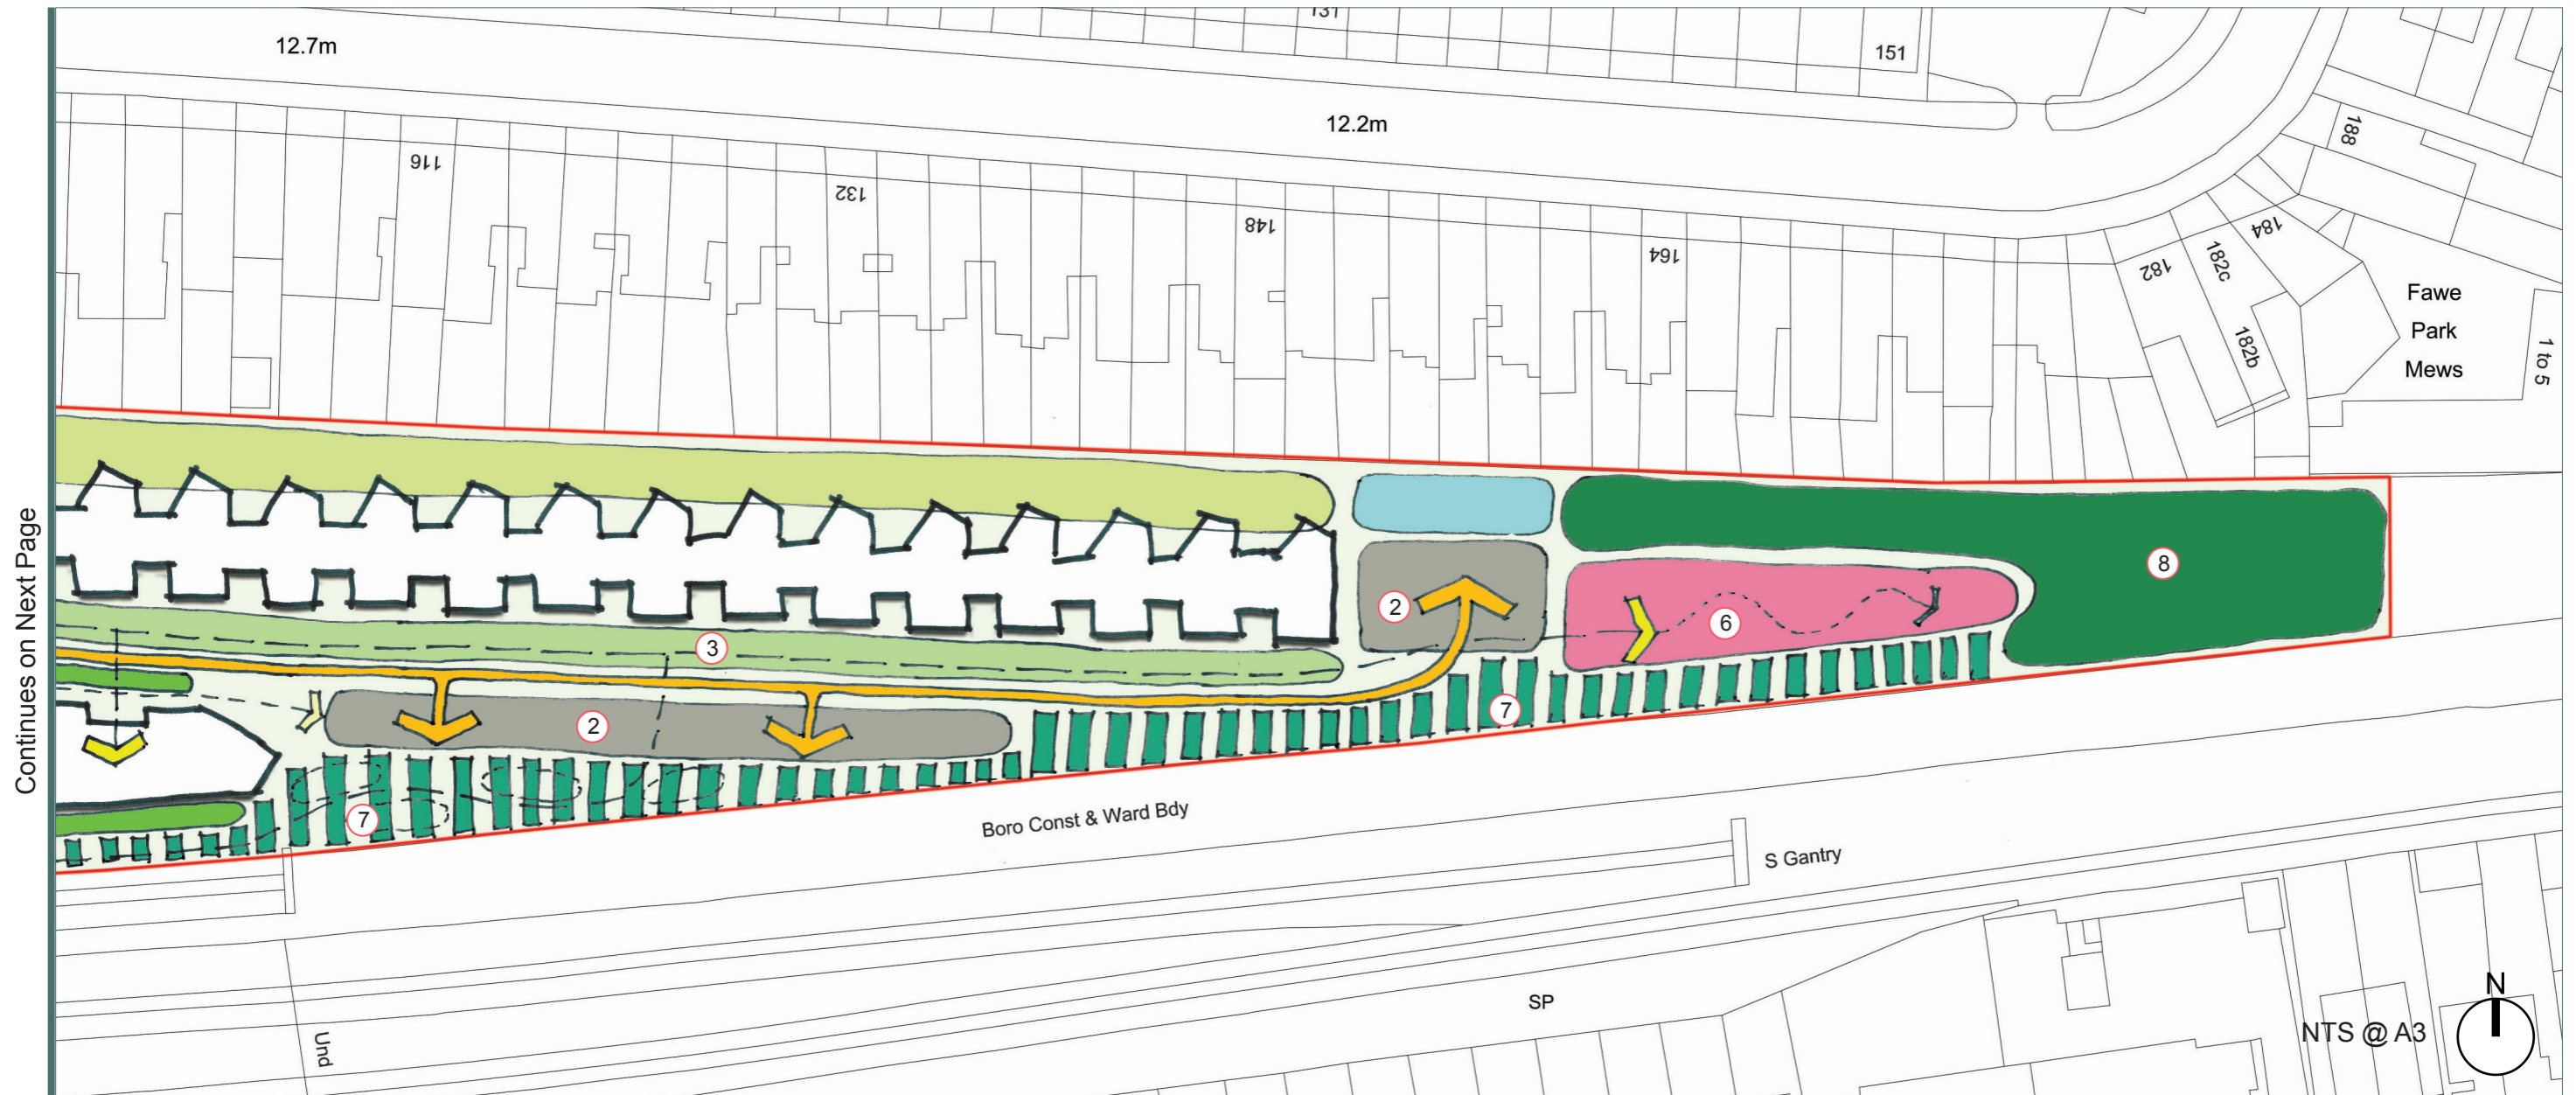 131
12.7m
151
12.2m
188
116
132
148
164
184
182
182c
182b
Fawe
Park
Mews
1 to 5
Continues on Next Page
8
2
6
3
2
7
7
Boro Const & Ward Bdy
S Gantry
SP
Und
N
NTS @ A3